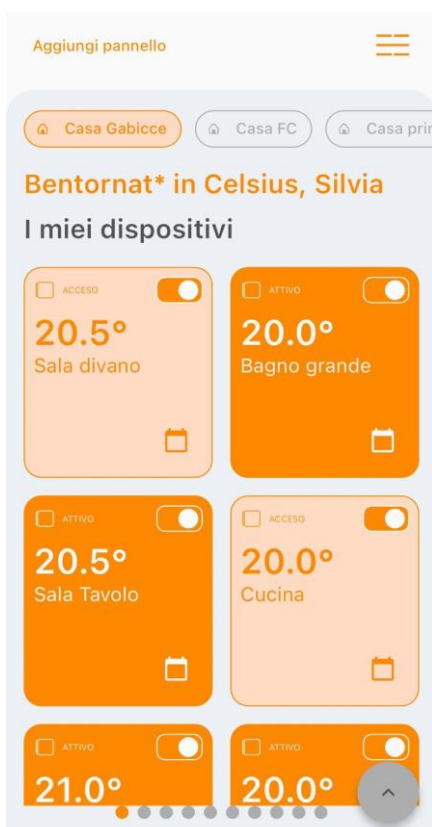 Aggiungi pannello
Casa Gabicce
Casa FC
Casa prin
Bentornat* in Celsius, Silvia
I miei dispositivi
ACCESO
20.5°
Sala divano
ATTIVO
20.0°
Bagno grande
ATTIVO
20.5°
Sala Tavolo
ACCESO
20.0°
Cucina
ATTIVO
21.0°
ATTIVO
20.0°